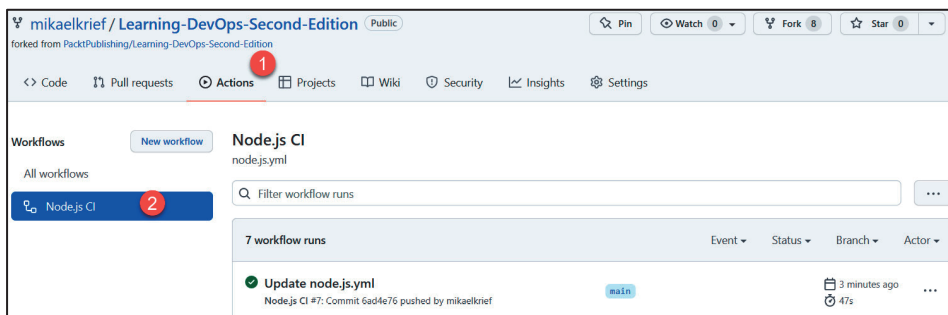 mikaelkrief / Learning-DevOps-Second-Edition Public Pin Watch 0 Fork 8 Star 0
forked from PacktPublishing/Learning-DevOps-Second-Edition
1
<> Code Pull requests Actions Projects Wiki Security Insights Settings
Workflows New workflow Node.js CI
node.js.yml
All workflows
Filter workflow runs ...
Node.js CI 2
7 workflow runs Event Status Branch Actor
Update node.js.yml main 3 minutes ago ...
Node.js CI #7: Commit 6ad4e76 pushed by mikaelkrief 47s